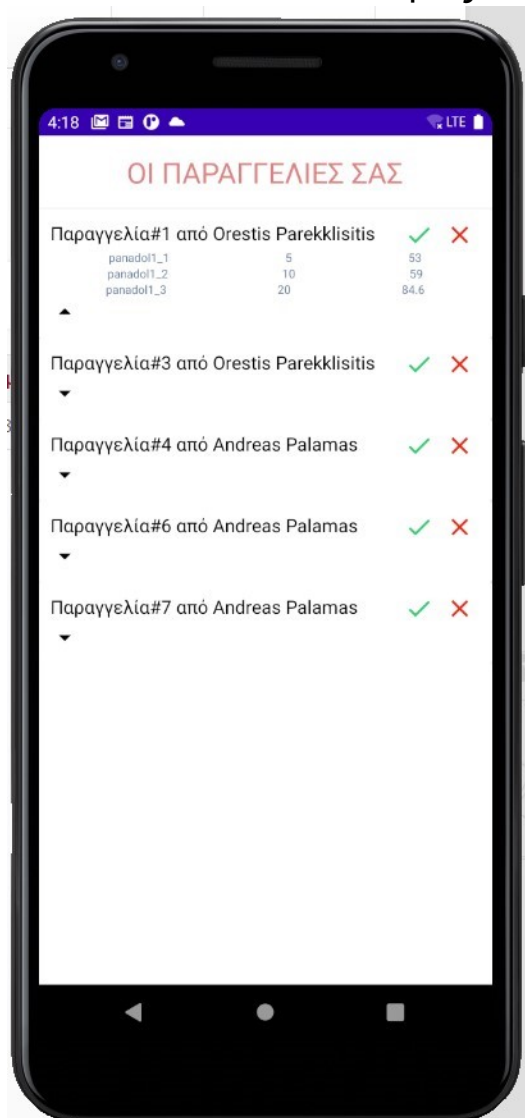 4:18 LTE
ΟΙ ΠΑΡΑΓΓΕΛΙΕΣ ΣΑΣ
Παραγγελία#1 από Orestis Parekklisitis
panadol1_1 5 53
panadol1_2 10 59
panadol1_3 20 84.6
Παραγγελία#3 από Orestis Parekklisitis
Παραγγελία#4 από Andreas Palamas
Παραγγελία#6 από Andreas Palamas
Παραγγελία#7 από Andreas Palamas